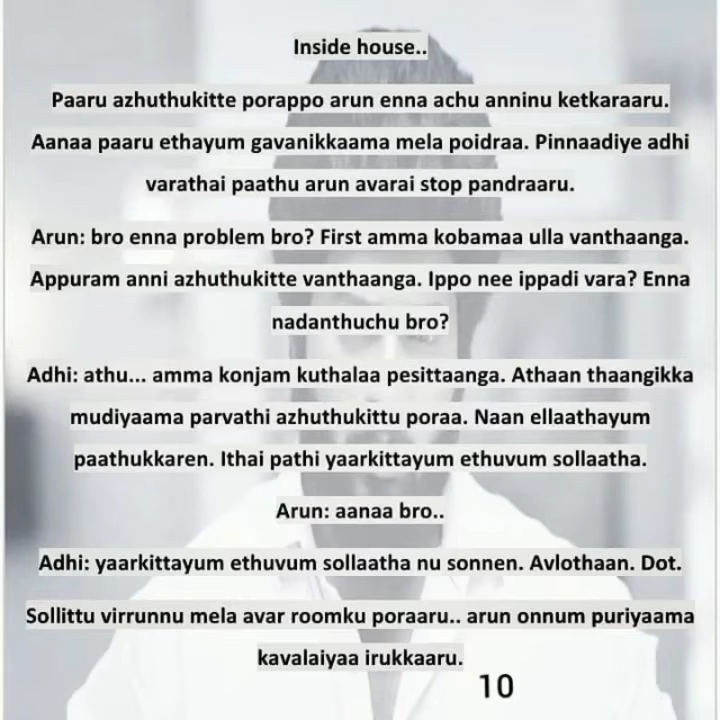 Inside house..
Paaru azhuthukitte porappo arun enna achu anninu ketkaraaru.
Aanaa paaru ethayum gavanikkaama mela poidraa. Pinnaadiye adhi
varathai paathu arun avarai stop pandraaru.
Arun: bro enna problem bro? First amma kobamaa ulla vanthaanga.
Appuram anni azhuthukitte vanthaanga. Ippo nee ippadi vara? Enna
nadanthuchu bro?
Adhi: athu... amma konjam kuthalaa pesittaanga. Athaan thaangikka
mudiyaama parvathi azhuthukittu poraa. Naan ellaathayum
paathukkaren. Ithai pathi yaarkittayum ethuvum sollaatha.
Arun: aanaa bro..
Adhi: yaarkittayum ethuvum sollaatha nu sonnen. Avlothaan. Dot.
Sollittu virrunnu mela avar roomku poraaru.. arun onnum puriyaama
kavalaiyaa irukkaaru.
10